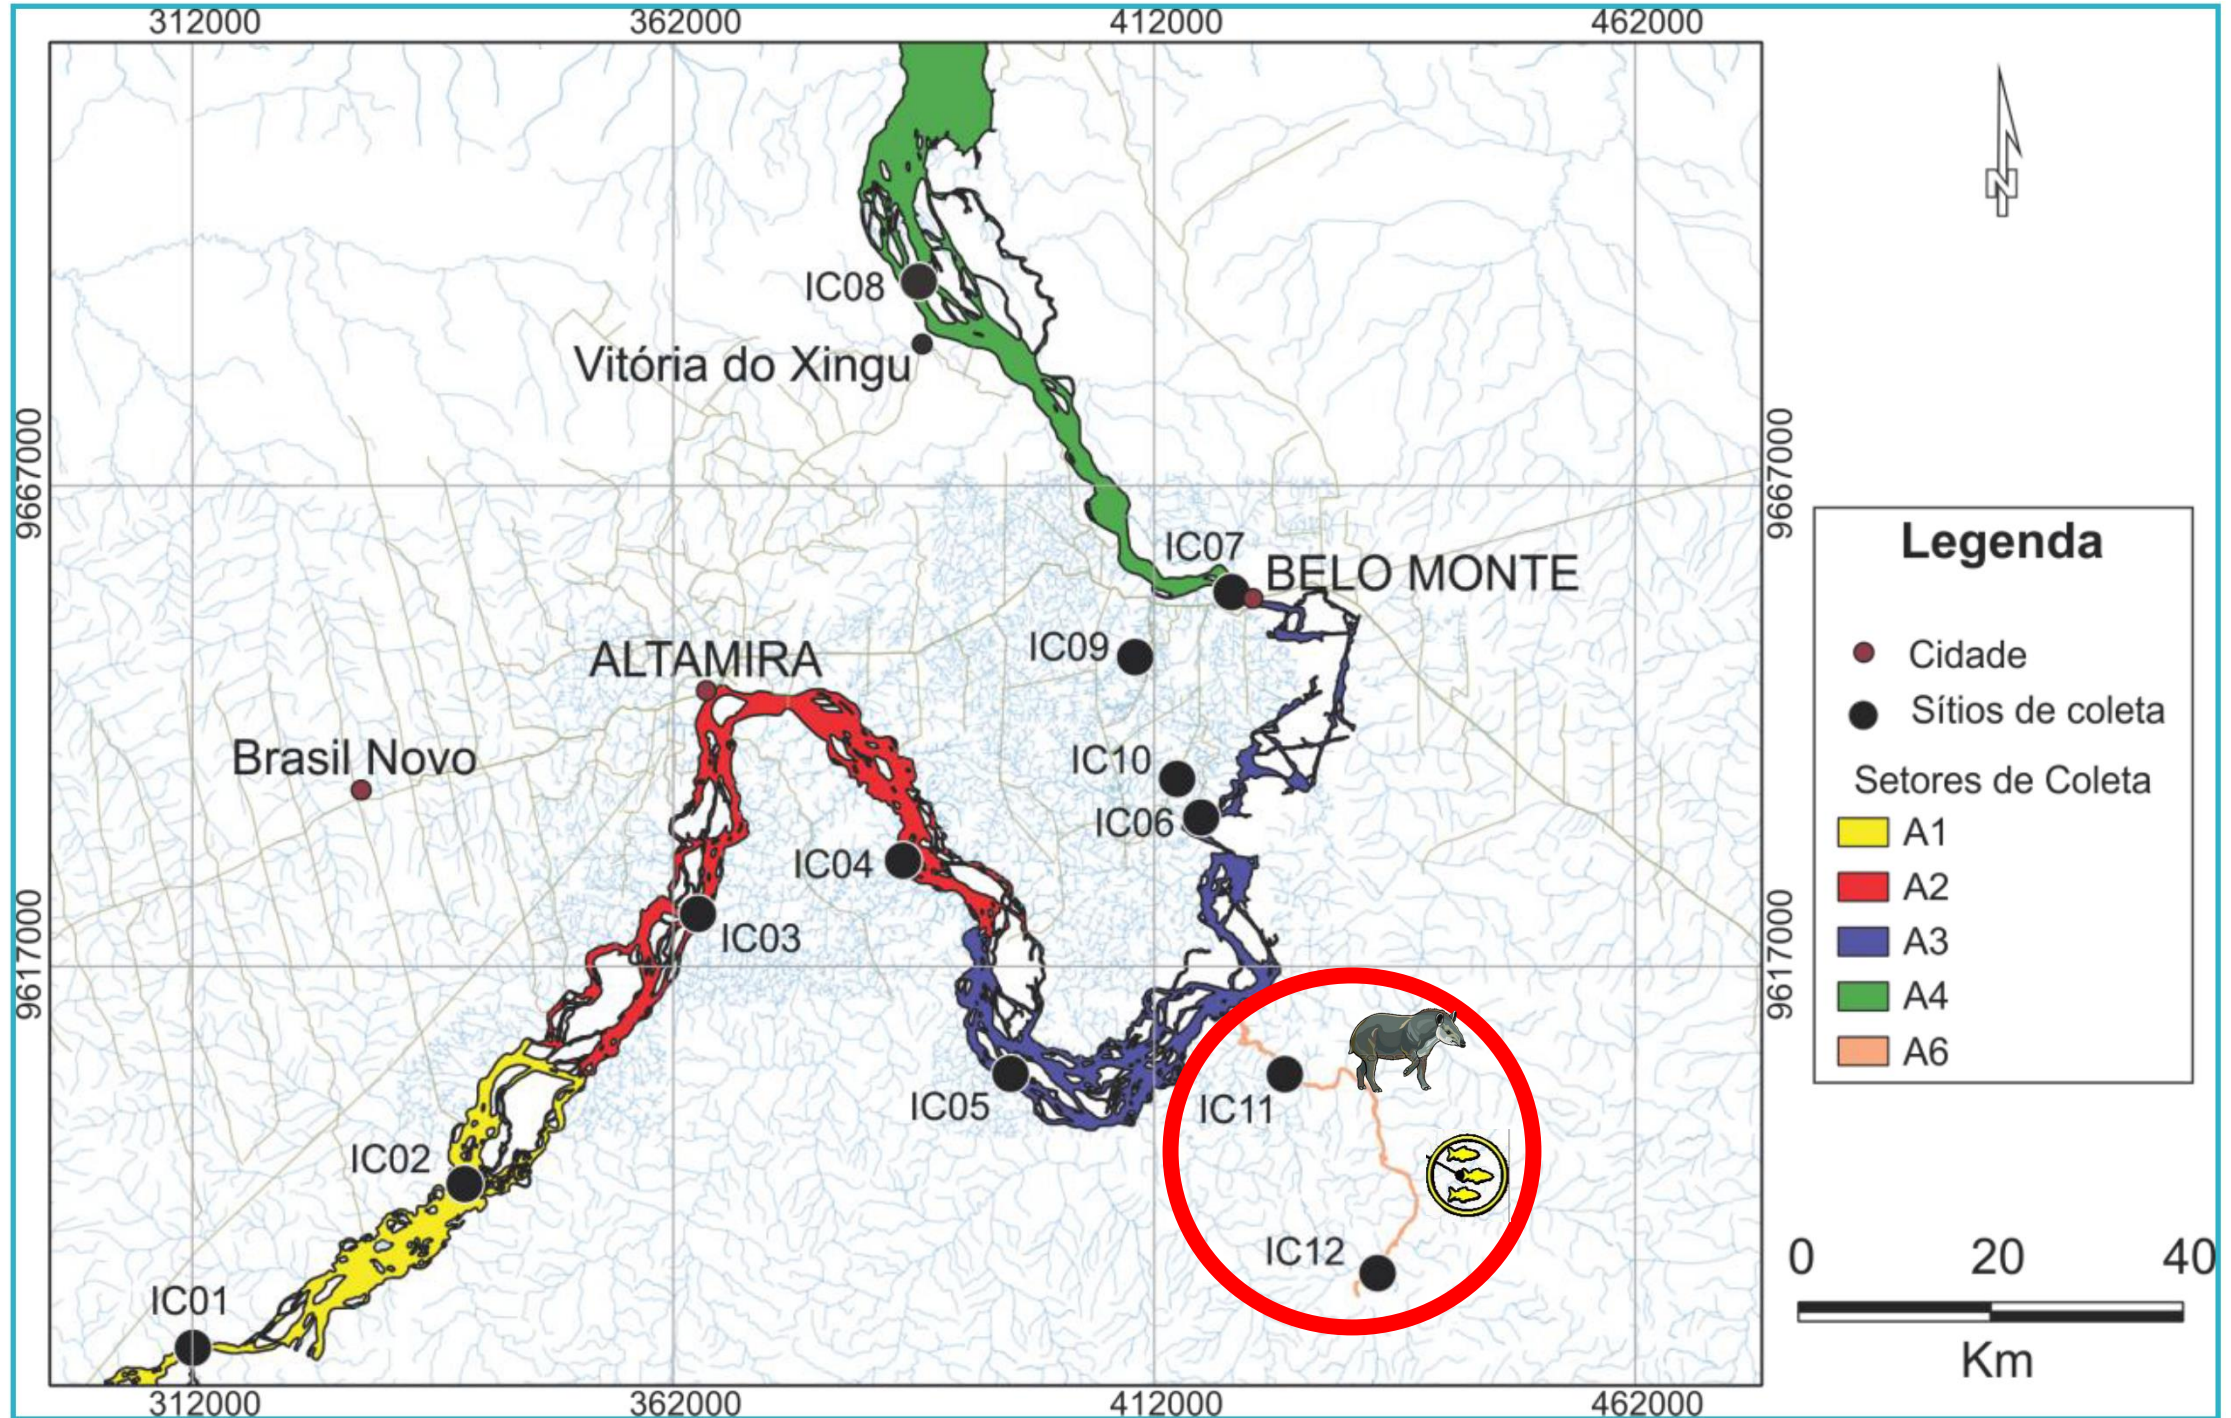 312000
362000
412000
462000
IC08
Vitória do Xingu
9667000
9667000
IC07
BELO MONTE
Legenda
IC09
ALTAMIRA
Cidade
Sítios de coleta
Brasil Novo
IC10
Setores de Coleta
IC06
A1
IC04
A2
IC03
A3
9617000
9617000
A4
A6
IC05
IC11
IC02
IC12
0 20 40
IC01
Km
312000
362000
412000
462000
N